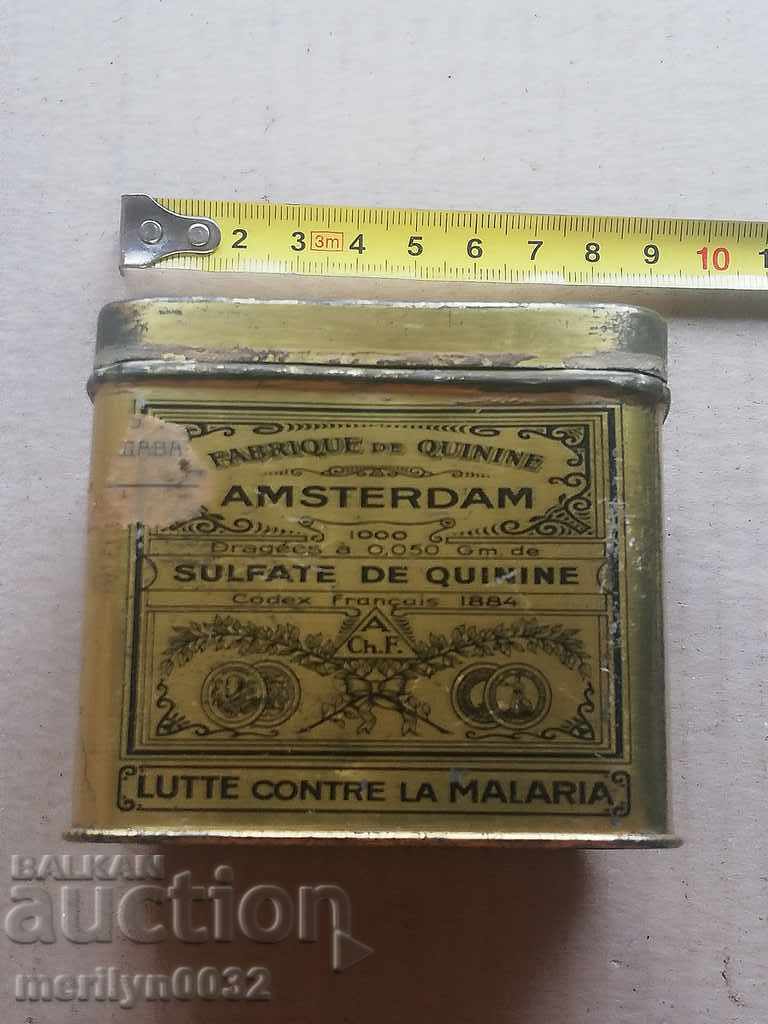 2 3 3m 4 5 6 7 8 9 10
FABRIQUE DE QUININE
ДАВА
AMSTERDAM
1000
Dragées à 0,050 Gm. de
SULFATE DE QUININE
Codex Français 1884
A
Ch.F.
LUTTE CONTRE LA MALARIA
BALKAN
auction
merilyn0032